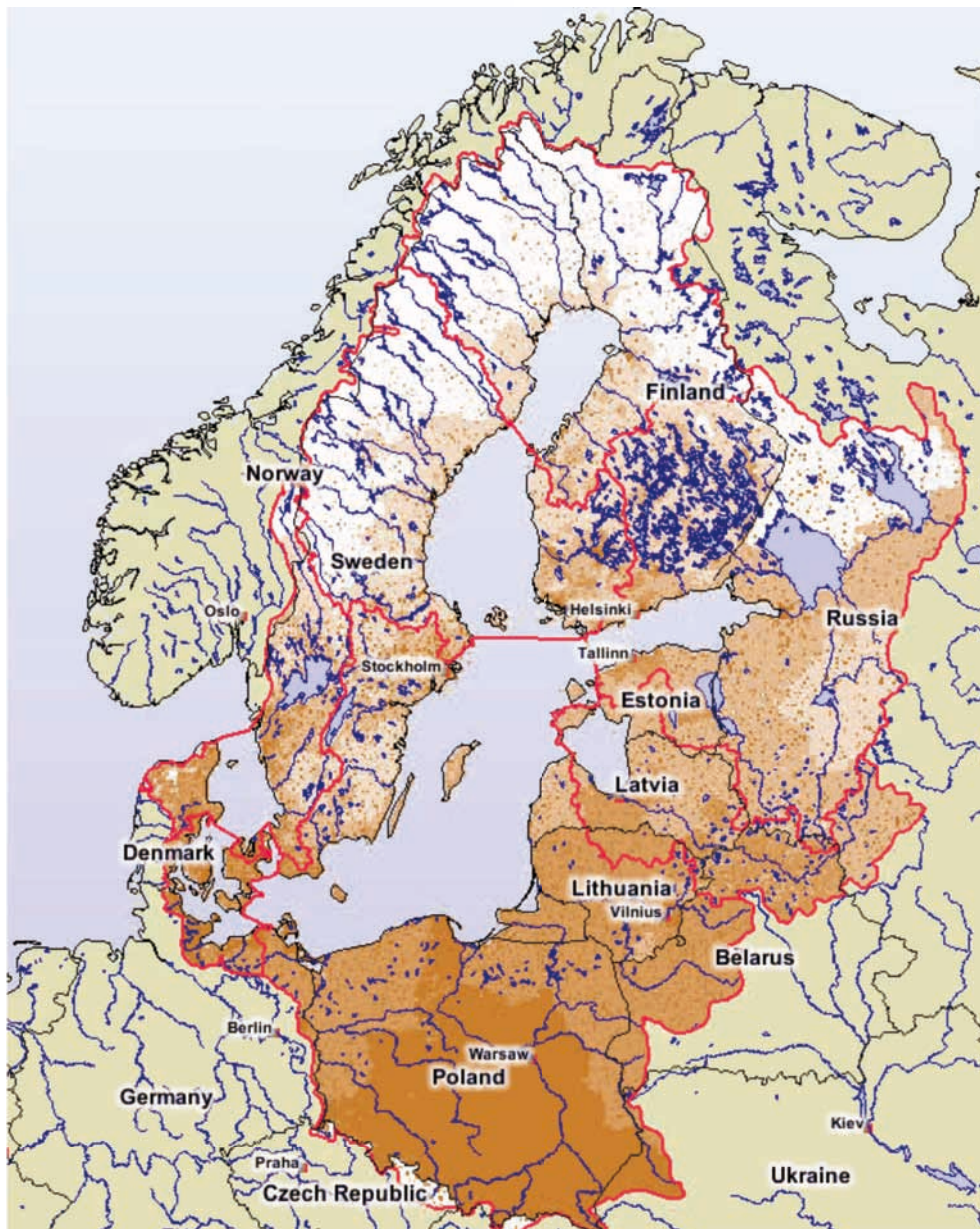 Finland
Norway
Sweden
Oslo
Helsinki
Russia
Stockholm
Tallinn
Estonia
Latvia
Denmark
Lithuania
Vilnius
Belarus
Berlin
Warsaw
Poland
Germany
Kiev
Praha
Ukraine
Czech Republic